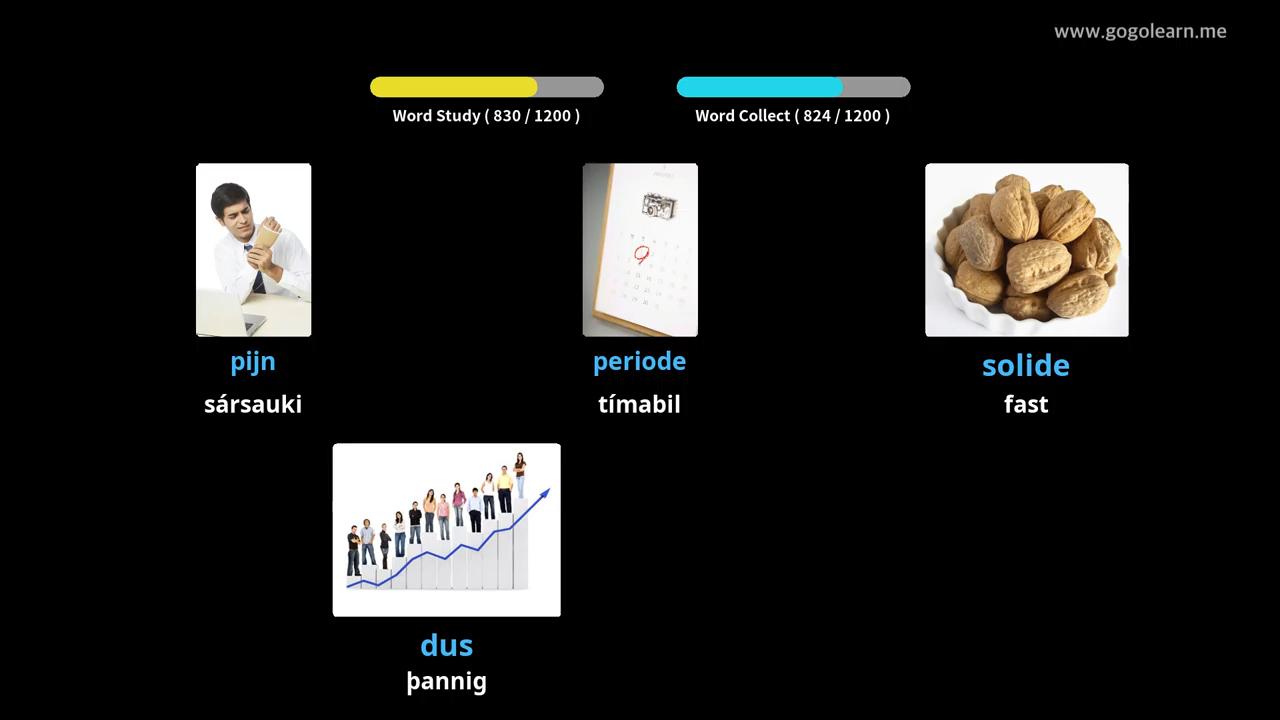 www.gogolearn.me
Word Study ( 830 / 1200 )
Word Collect ( 824 / 1200 )
pijn
periode
solide
sársauki
tímabil
fast
dus
þannig